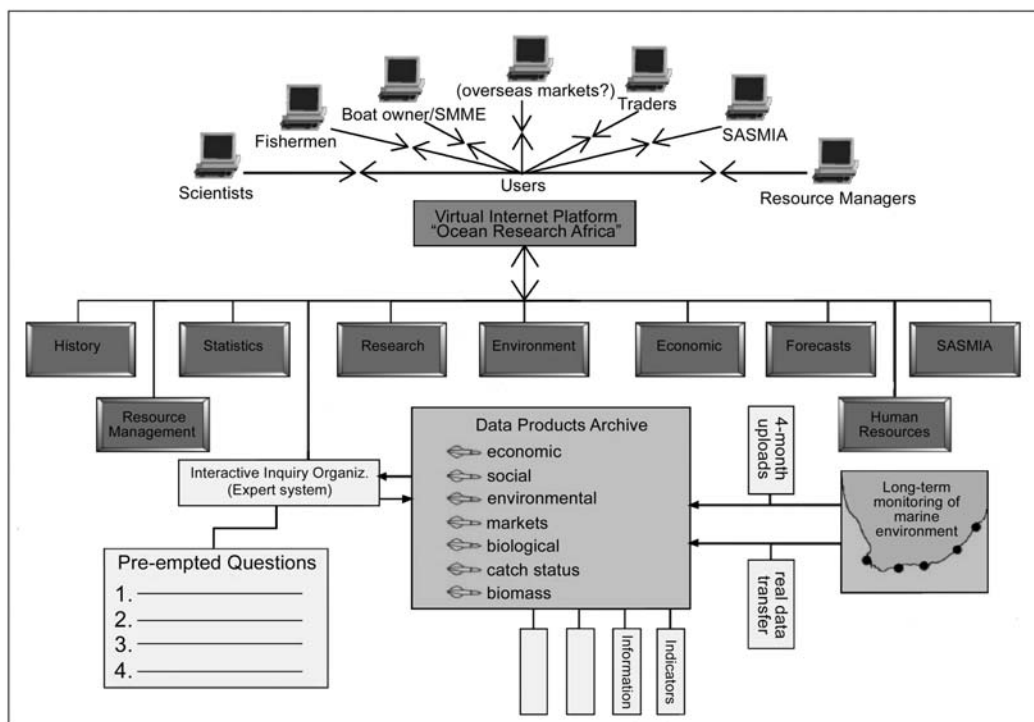 (overseas markets?)
Boat owner/SMME
Traders
Fishermen
SASMIA
Scientists
Users
Resource Managers
Virtual Internet Platform
"Ocean Research Africa"
History
Statistics
Research
Environment
Economic
Forecasts
SASMIA
Resource
Management
Human
Resources
Interactive Inquiry Organiz.
(Expert system)
Data Products Archive
economic
social
environmental
markets
biological
catch status
biomass
4-month
uploads
Long-term
monitoring of
marine
environment
real data
transfer
Pre-empted Questions
1.
2.
3.
4.
Information
Indicators